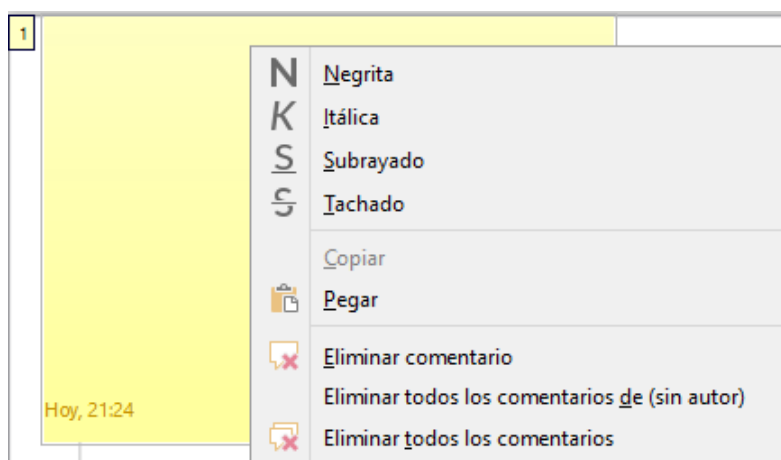 1
Negrita
Itálica
Subrayado
Tachado
Copiar
Pegar
Eliminar comentario
Eliminar todos los comentarios de (sin autor)
Hoy, 21:24
Eliminar todos los comentarios